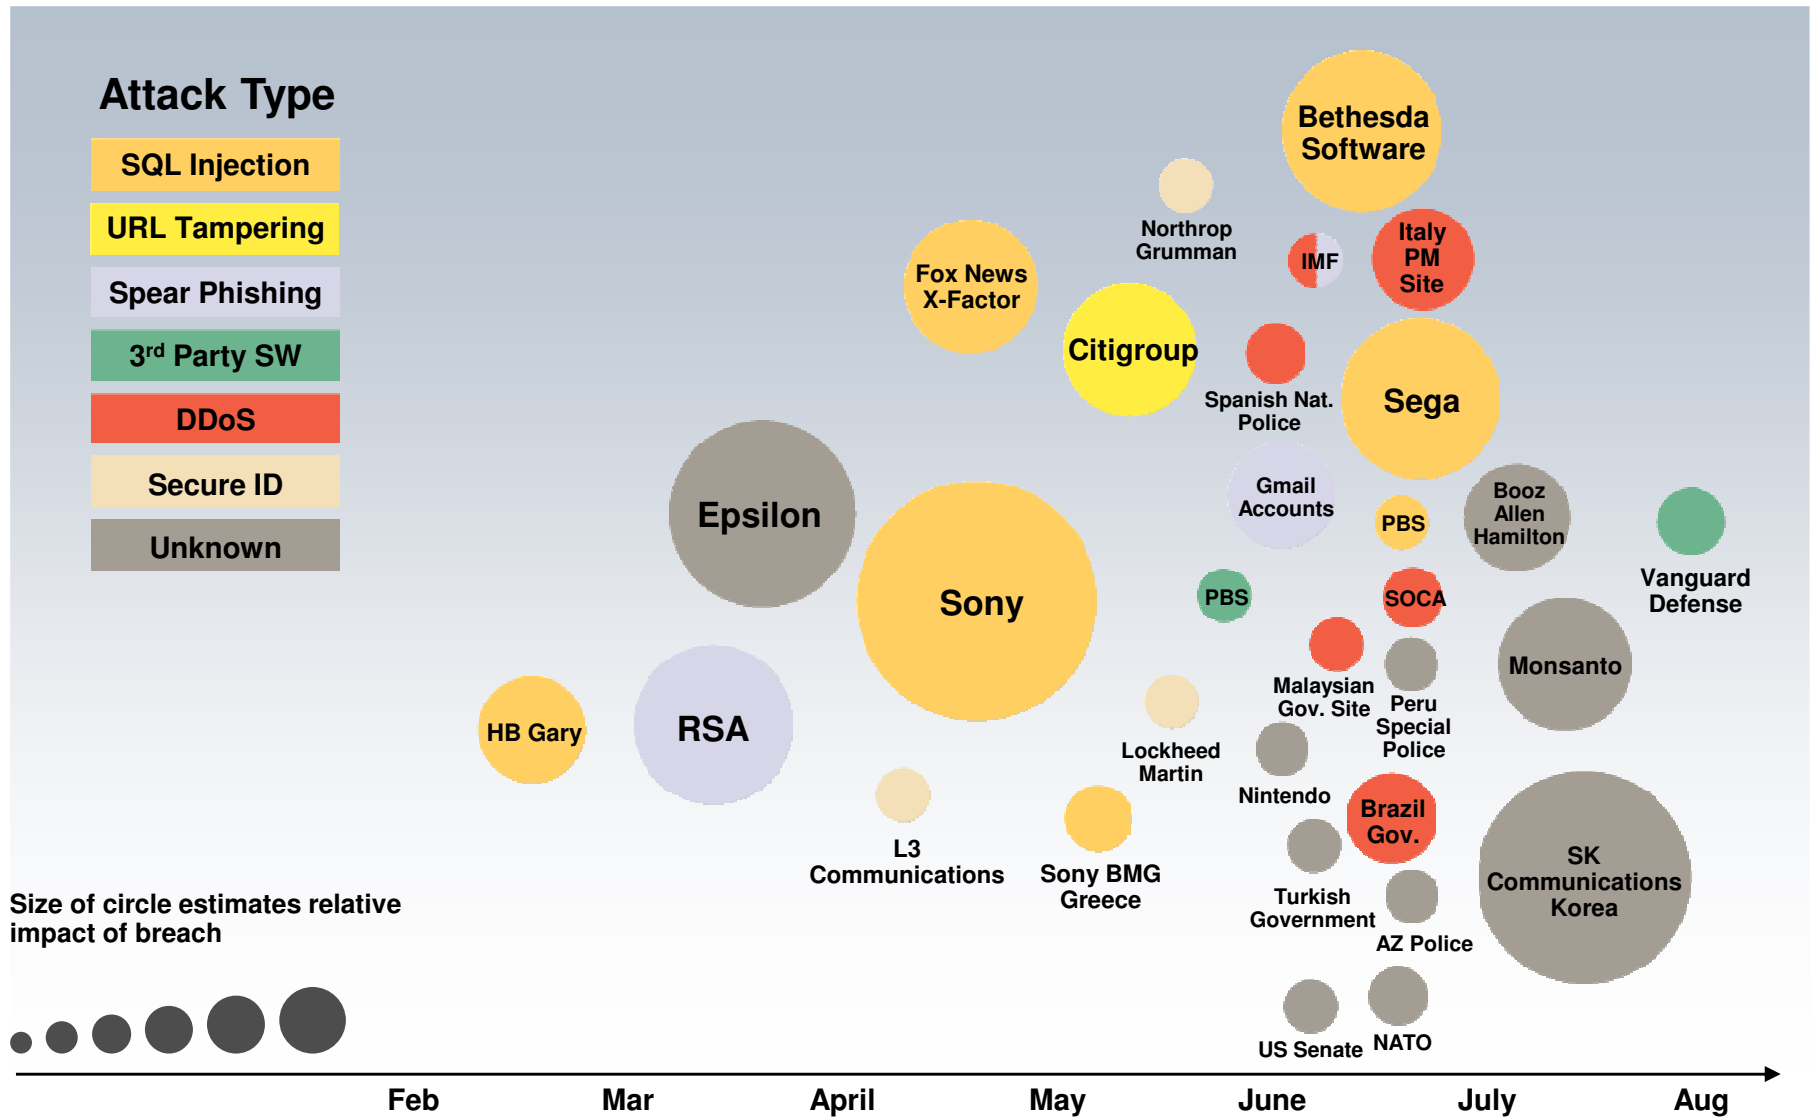 Attack Type
SQL Injection
URL Tampering
Spear Phishing
3rd Party SW
DDoS
Secure ID
Unknown
Size of circle estimates relative
impact of breach
HB Gary
Epsilon
RSA
Fox News
X-Factor
Sony
L3
Communications
Citigroup
Sony BMG
Greece
Northrop
Grumman
Lockheed
Martin
PBS
Bethesda
Software
IMF
Italy
PM
Site
Spanish Nat.
Police
Sega
Gmail
Accounts
PBS
SOCA
Malaysian
Gov. Site
Peru
Special
Police
Nintendo
Brazil
Gov.
Turkish
Government
AZ Police
US Senate
NATO
Booz
Allen
Hamilton
Monsanto
SK
Communications
Korea
Vanguard
Defense
Feb
Mar
April
May
June
July
Aug